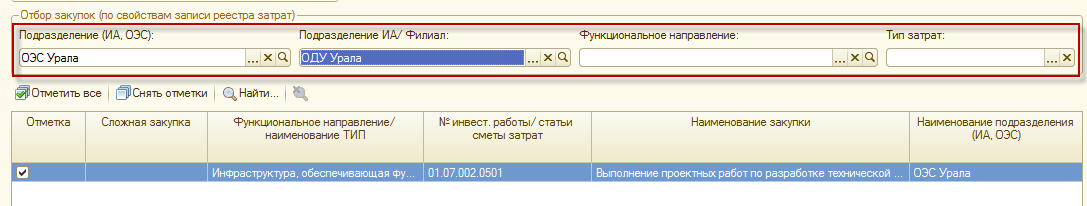 Отбор закупок (по свойствам записи реестра затрат)
Подразделение (ИА, ОЭС): Подразделение ИА/ Филиал: Функциональное направление: Тип затрат:
ОЭС Урала ... ОДУ Урала ... ... ...
Отметить все Снять отметки Найти...
Отметка Сложная закупка Функциональное направление/ № инвест. работы/ статьи Наименование закупки Наименование подразделения
наименование ТИП сметы затрат (ИА, ОЭС)
Инфраструктура, обеспечивающая фу... 01.07.002.0501 Выполнение проектных работ по разработке технической ... ОЭС Урала